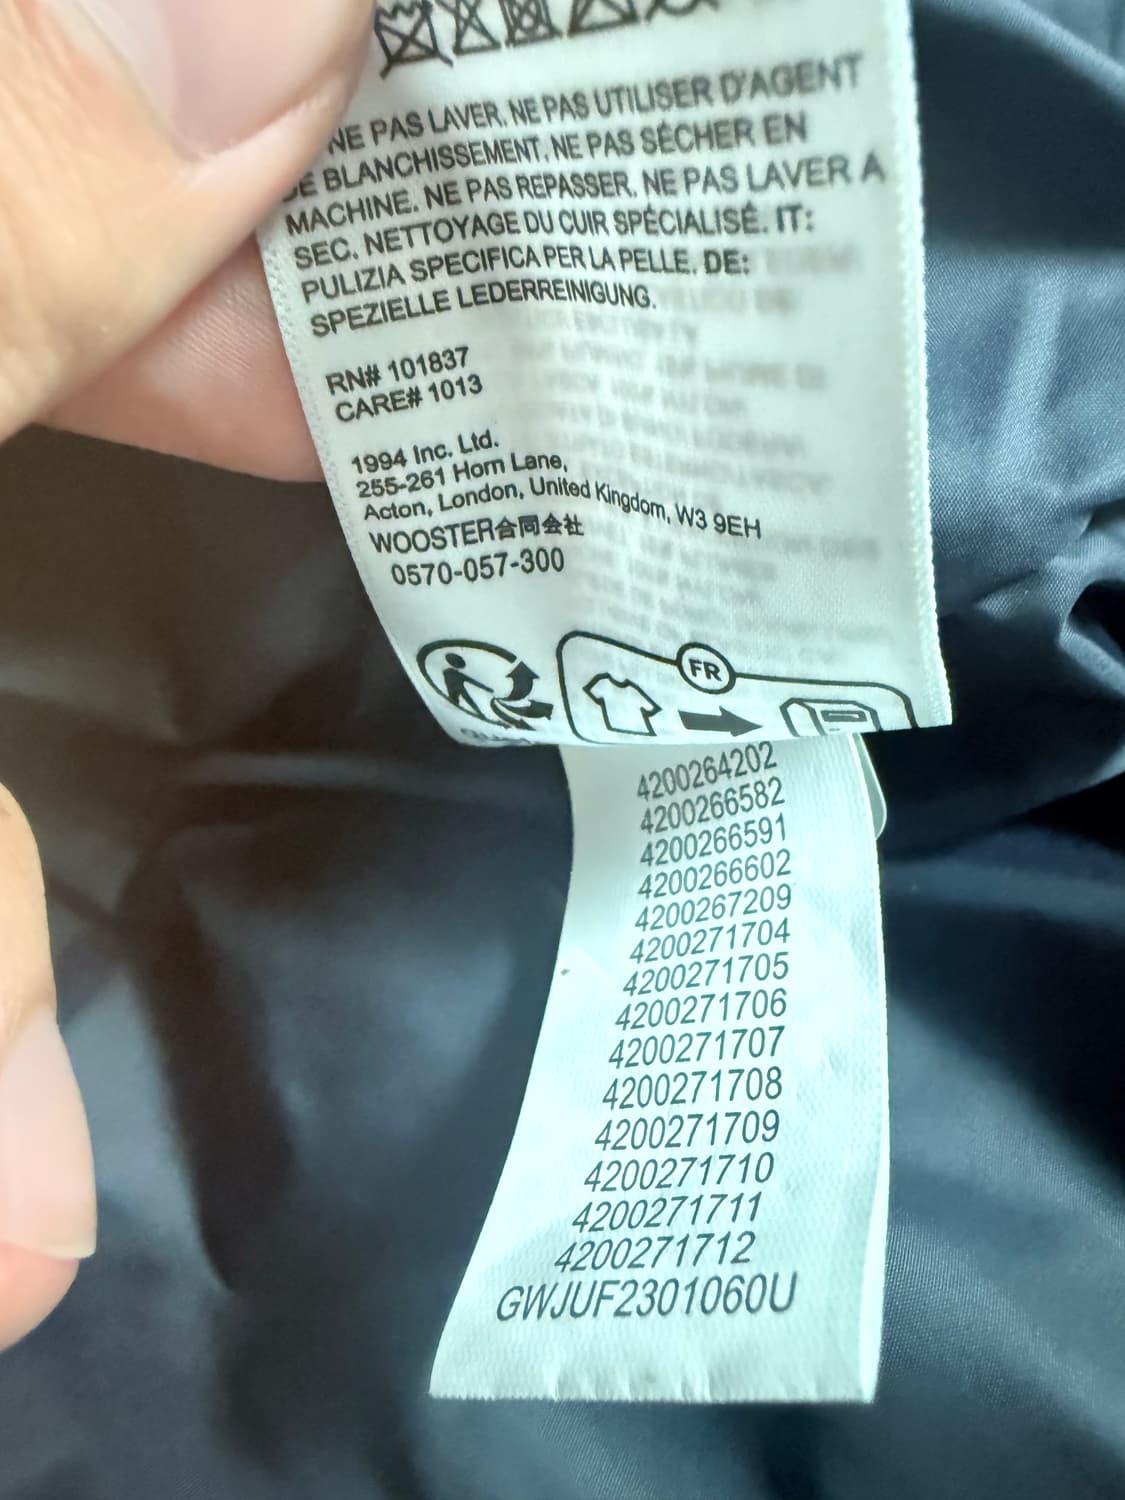 NE PAS LAVER. NE PAS UTILISER D'AGENT
DE BLANCHISSEMENT. NE PAS SÉCHER EN
MACHINE. NE PAS REPASSER. NE PAS LAVER À
SEC. NETTOYAGE DU CUIR SPÉCIALISÉ. IT:
PULIZIA SPECIFICA PER LA PELLE. DE:
SPEZIELLE LEDERREINIGUNG.
RN# 101837
CARE# 1013
1994 Inc. Ltd.
255-261 Horn Lane,
Acton, London, United Kingdom, W3 9EH
WOOSTER合同会社
0570-057-300
FR
4200264202
4200266582
4200266591
4200266602
4200267209
4200271704
4200271705
4200271706
4200271707
4200271708
4200271709
4200271710
4200271711
4200271712
GWJUF2301060U